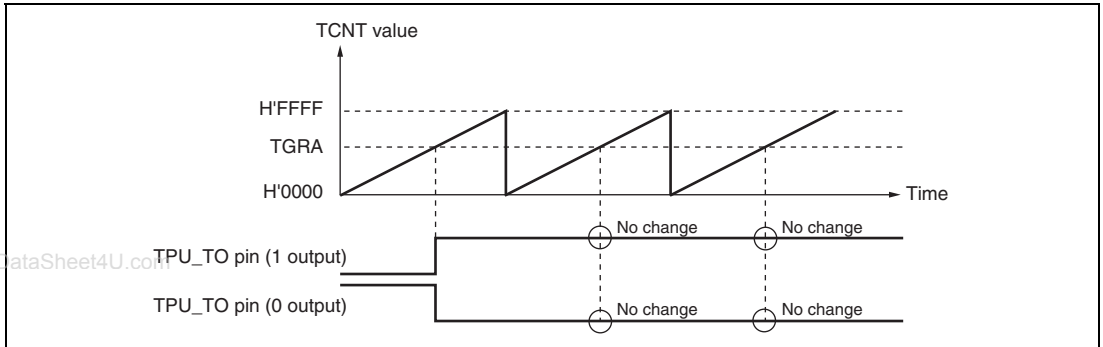 TCNT value
H'FFFF
TGRA
H'0000
Time
No change
No change
TPU_TO pin (1 output)
DataSheet4U.com
TPU_TO pin (0 output)
No change
No change